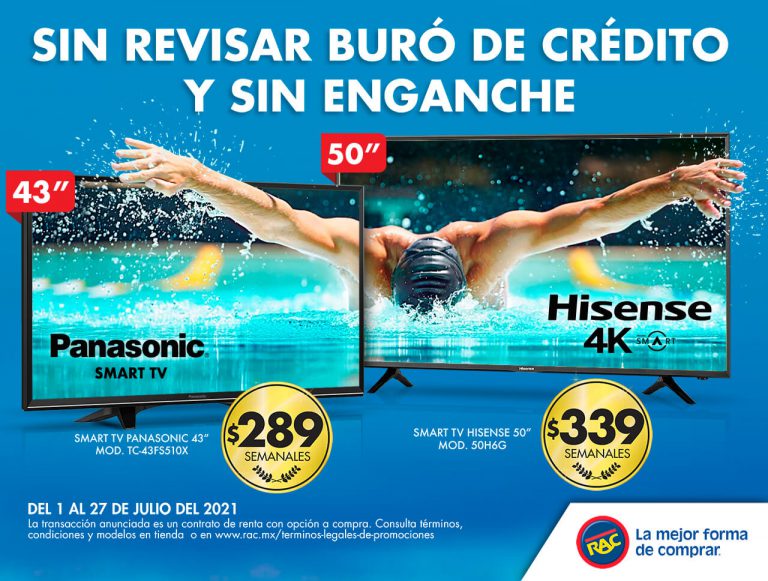 SIN REVISAR BURÓ DE CRÉDITO
Y SIN ENGANCHE
43”
50”
Panasonic
SMART TV
Hisense
4K SMART
Panasonic
Hisense
SMART TV PANASONIC 43”
MOD. TC-43FS510X
$289
SEMANALES
SMART TV HISENSE 50”
MOD. 50H6G
$339
SEMANALES
DEL 1 AL 27 DE JULIO DEL 2021
La transacción anunciada es un contrato de renta con opción a compra. Consulta términos,
condiciones y modelos en tienda o en www.rac.mx/terminos-legales-de-promociones
RAC
La mejor forma
de comprar.